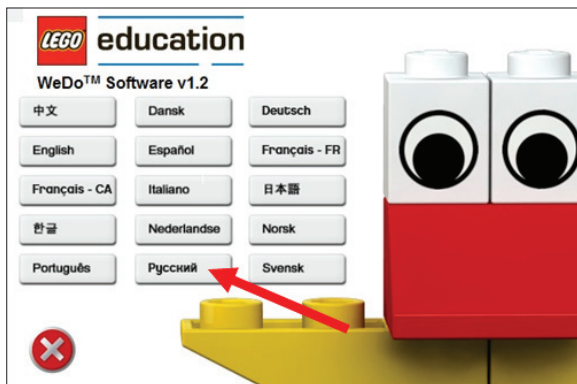 LEGO education
WeDo™ Software v1.2
中文 Dansk Deutsch
English Español Français - FR
Français - CA Italiano 日本語
한글 Nederlandse Norsk
Português Русский Svensk